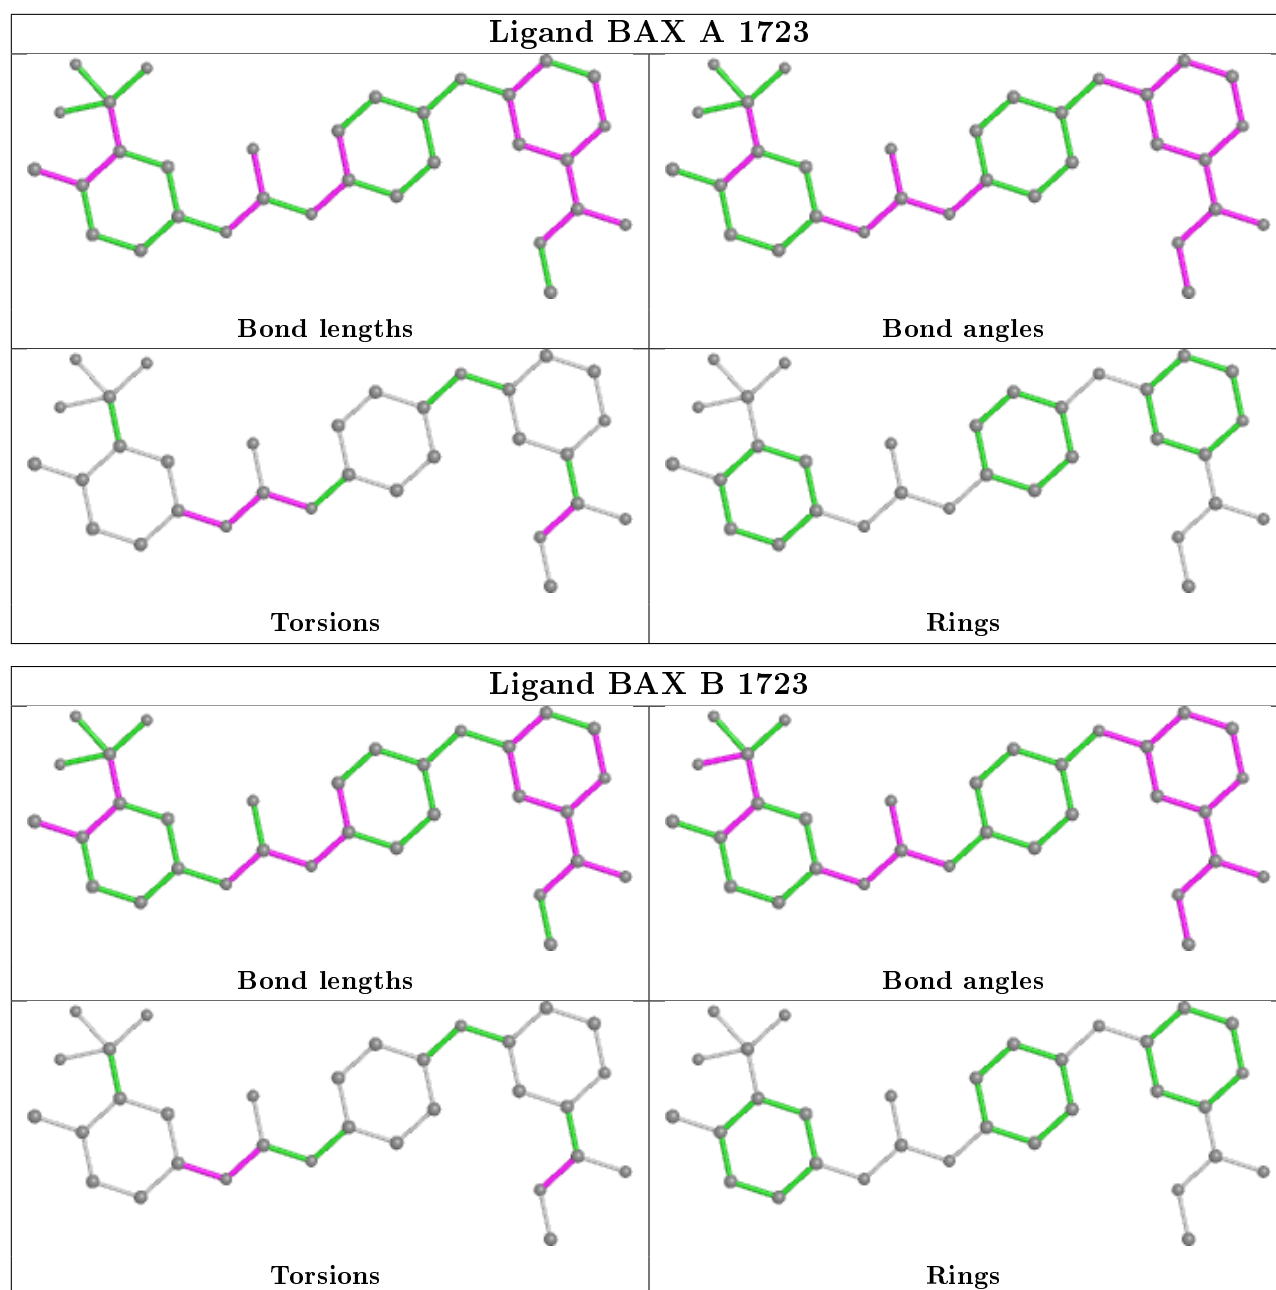 Ligand BAX A 1723
Bond lengths
Bond angles
Torsions
Rings
Ligand BAX B 1723
Bond lengths
Bond angles
Torsions
Rings